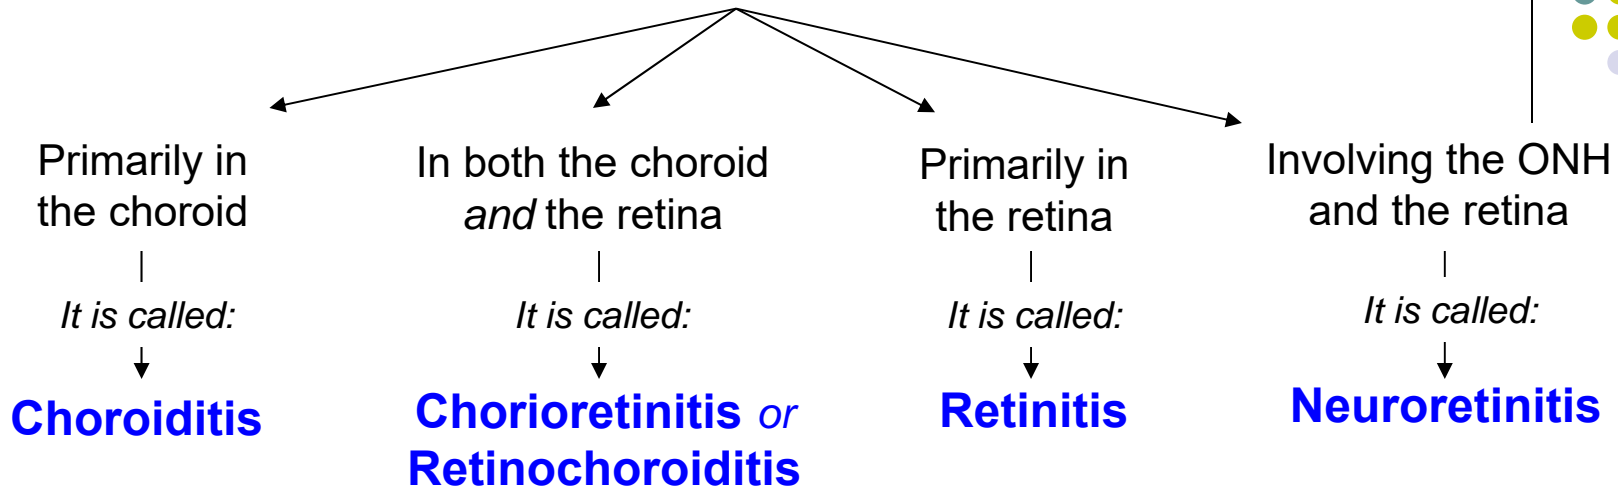 Primarily in
the choroid
It is called:
Choroiditis
In both the choroid
and the retina
It is called:
Chorioretinitis or
Retinochoroiditis
Primarily in
the retina
It is called:
Retinitis
Involving the ONH
and the retina
It is called:
Neuroretinitis